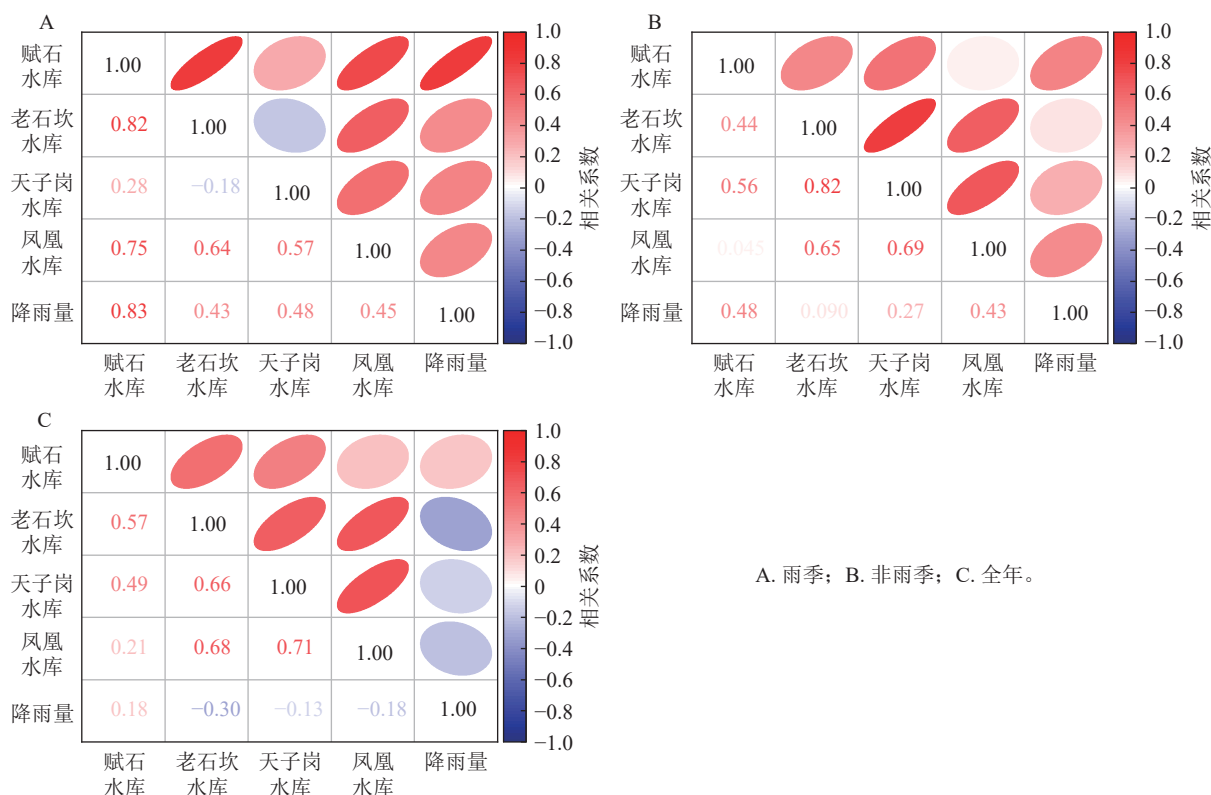 A
赋石
水库
1.00
老石坎
水库
0.82
1.00
天子岗
水库
0.28
−0.18
1.00
凤凰
水库
0.75
0.64
0.57
1.00
降雨量
0.83
0.43
0.48
0.45
1.00
赋石
水库
老石坎
水库
天子岗
水库
凤凰
水库
降雨量
1.0
0.8
0.6
0.4
0.2
0
−0.2
−0.4
−0.6
−0.8
−1.0
相关系数
B
赋石
水库
1.00
老石坎
水库
0.44
1.00
天子岗
水库
0.56
0.82
1.00
凤凰
水库
0.045
0.65
0.69
1.00
降雨量
0.48
0.090
0.27
0.43
1.00
赋石
水库
老石坎
水库
天子岗
水库
凤凰
水库
降雨量
1.0
0.8
0.6
0.4
0.2
0
−0.2
−0.4
−0.6
−0.8
−1.0
相关系数
C
赋石
水库
1.00
老石坎
水库
0.57
1.00
天子岗
水库
0.49
0.66
1.00
凤凰
水库
0.21
0.68
0.71
1.00
降雨量
0.18
−0.30
−0.13
−0.18
1.00
赋石
水库
老石坎
水库
天子岗
水库
凤凰
水库
降雨量
1.0
0.8
0.6
0.4
0.2
0
−0.2
−0.4
−0.6
−0.8
−1.0
相关系数
A. 雨季；B. 非雨季；C. 全年。